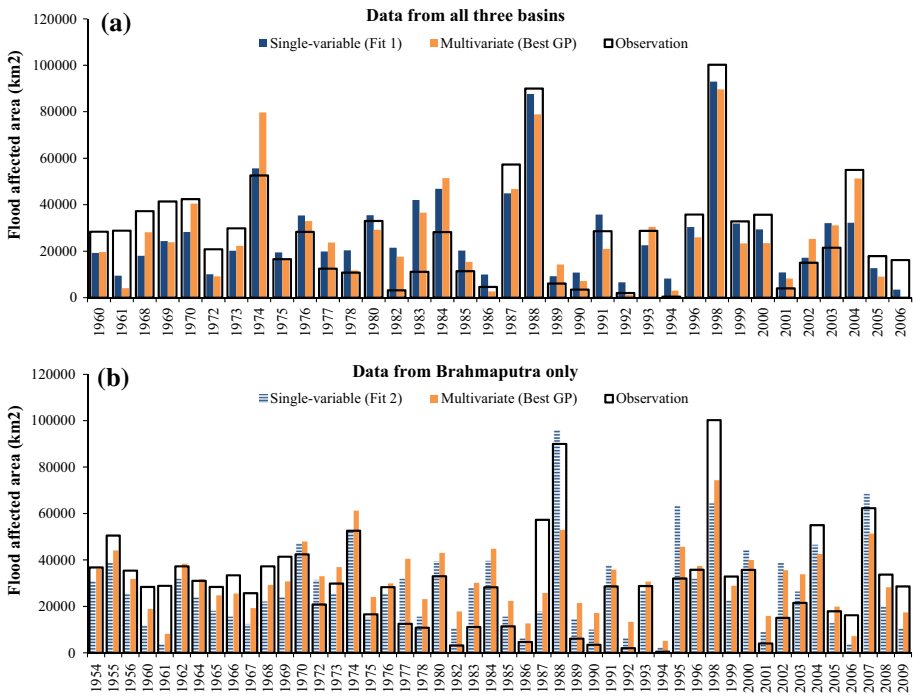 (a)
Data from all three basins
Single-variable (Fit 1) Multivariate (Best GP) Observation
Flood affected area (km2)
120000
100000
80000
60000
40000
20000
0
1960 1961 1968 1969 1970 1972 1973 1974 1975 1976 1977 1978 1980 1982 1983 1984 1985 1986 1987 1988 1989 1990 1991 1992 1993 1994 1996 1998 1999 2000 2001 2002 2003 2004 2005 2006
(b)
Data from Brahmaputra only
Single-variable (Fit 2) Multivariate (Best GP) Observation
Flood affected area (km2)
120000
100000
80000
60000
40000
20000
0
1954 1955 1956 1960 1961 1962 1964 1965 1966 1967 1968 1969 1970 1972 1973 1974 1975 1976 1977 1978 1980 1982 1983 1984 1985 1986 1987 1988 1989 1990 1991 1992 1993 1994 1995 1996 1998 1999 2000 2001 2002 2003 2004 2005 2006 2007 2008 2009